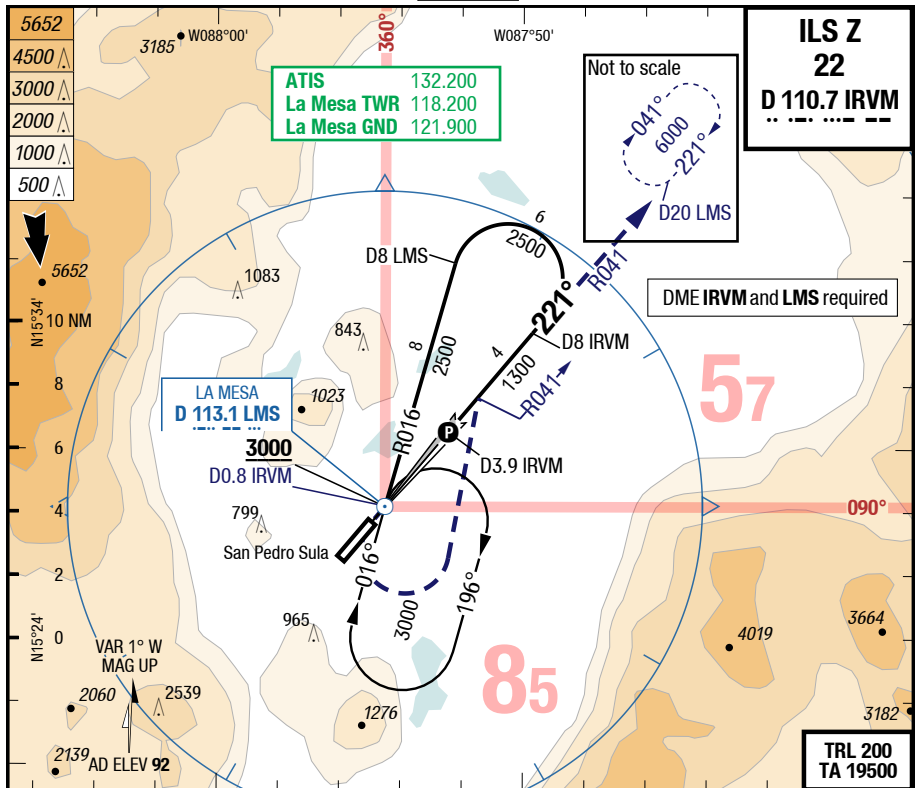 5652
4500
3000
2000
1000
500
3185
W088°00'
360°
W087°50'
ATIS 132.200
La Mesa TWR 118.200
La Mesa GND 121.900
Not to scale
041°
6000
221°
D20 LMS
ILS Z
22
D 110.7 IRVM
R041
DME IRVM and LMS required
5652
N15°34'
10 NM
1083
843
D8 LMS
6
2500
221°
8
2500
4
1300
D8 IRVM
R041
57
8
LA MESA
D 113.1 LMS
1023
R016
P
D3.9 IRVM
6
3000
D0.8 IRVM
4
799
090°
San Pedro Sula
2
016°
196°
3000
N15°24'
0
965
4019
3664
85
VAR 1° W
MAG UP
2060
2539
1276
3182
2139
AD ELEV 92
TRL 200
TA 19500